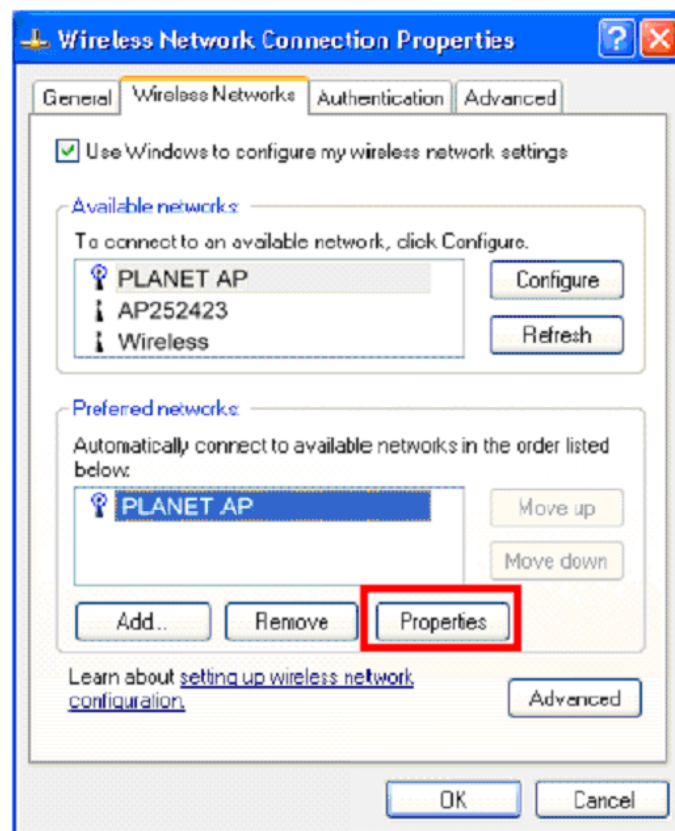 Wireless Network Connection Properties
General Wireless Networks Authentication Advanced
Use Windows to configure my wireless network settings
Available networks:
To connect to an available network, click Configure.
PLANET AP
Configure
AP252423
Wireless
Refresh
Preferred networks:
Automatically connect to available networks in the order listed
below:
PLANET AP
Move up
Move down
Add... Remove Properties
Learn about setting up wireless network
configuration.
Advanced
OK Cancel